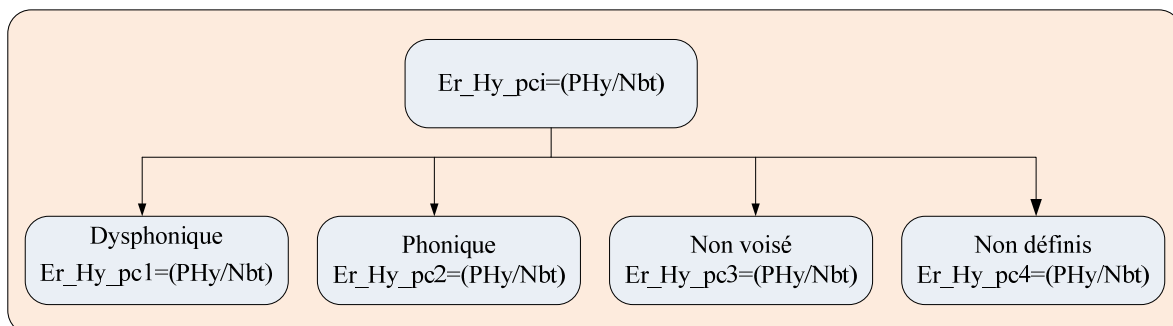 Er_Hy_pci=(PHy/Nbt)
Dysphonique
Er_Hy_pc1=(PHy/Nbt)
Phonique
Er_Hy_pc2=(PHy/Nbt)
Non voisé
Er_Hy_pc3=(PHy/Nbt)
Non définis
Er_Hy_pc4=(PHy/Nbt)